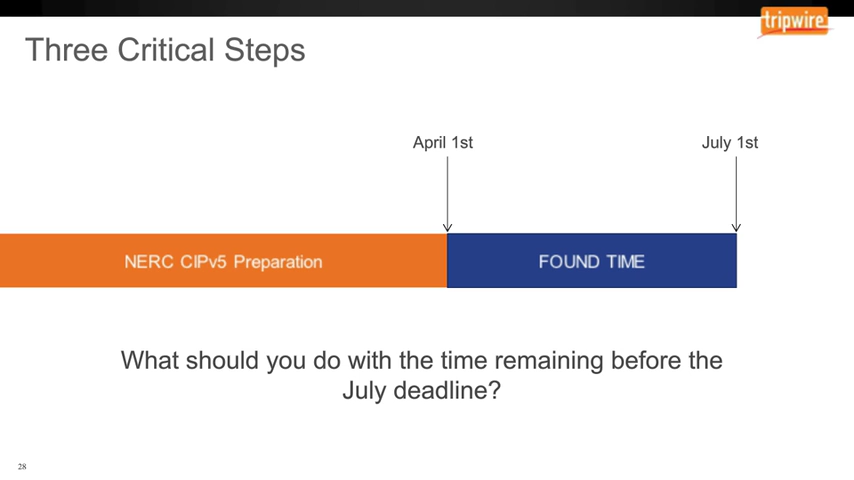 tripwire
Three Critical Steps
April 1st
July 1st
NERC CIPv5 Preparation
FOUND TIME
What should you do with the time remaining before the
July deadline?
28